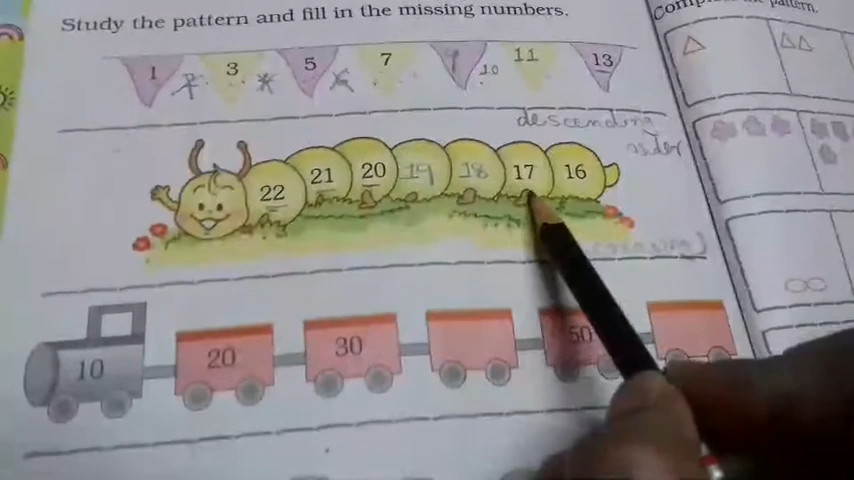 Study the pattern and fill in the missing numbers.
1 3 5 7 9 11 13
10
descending
order
22 21 20 19 18 17 16
10 20 30 50
pattern.